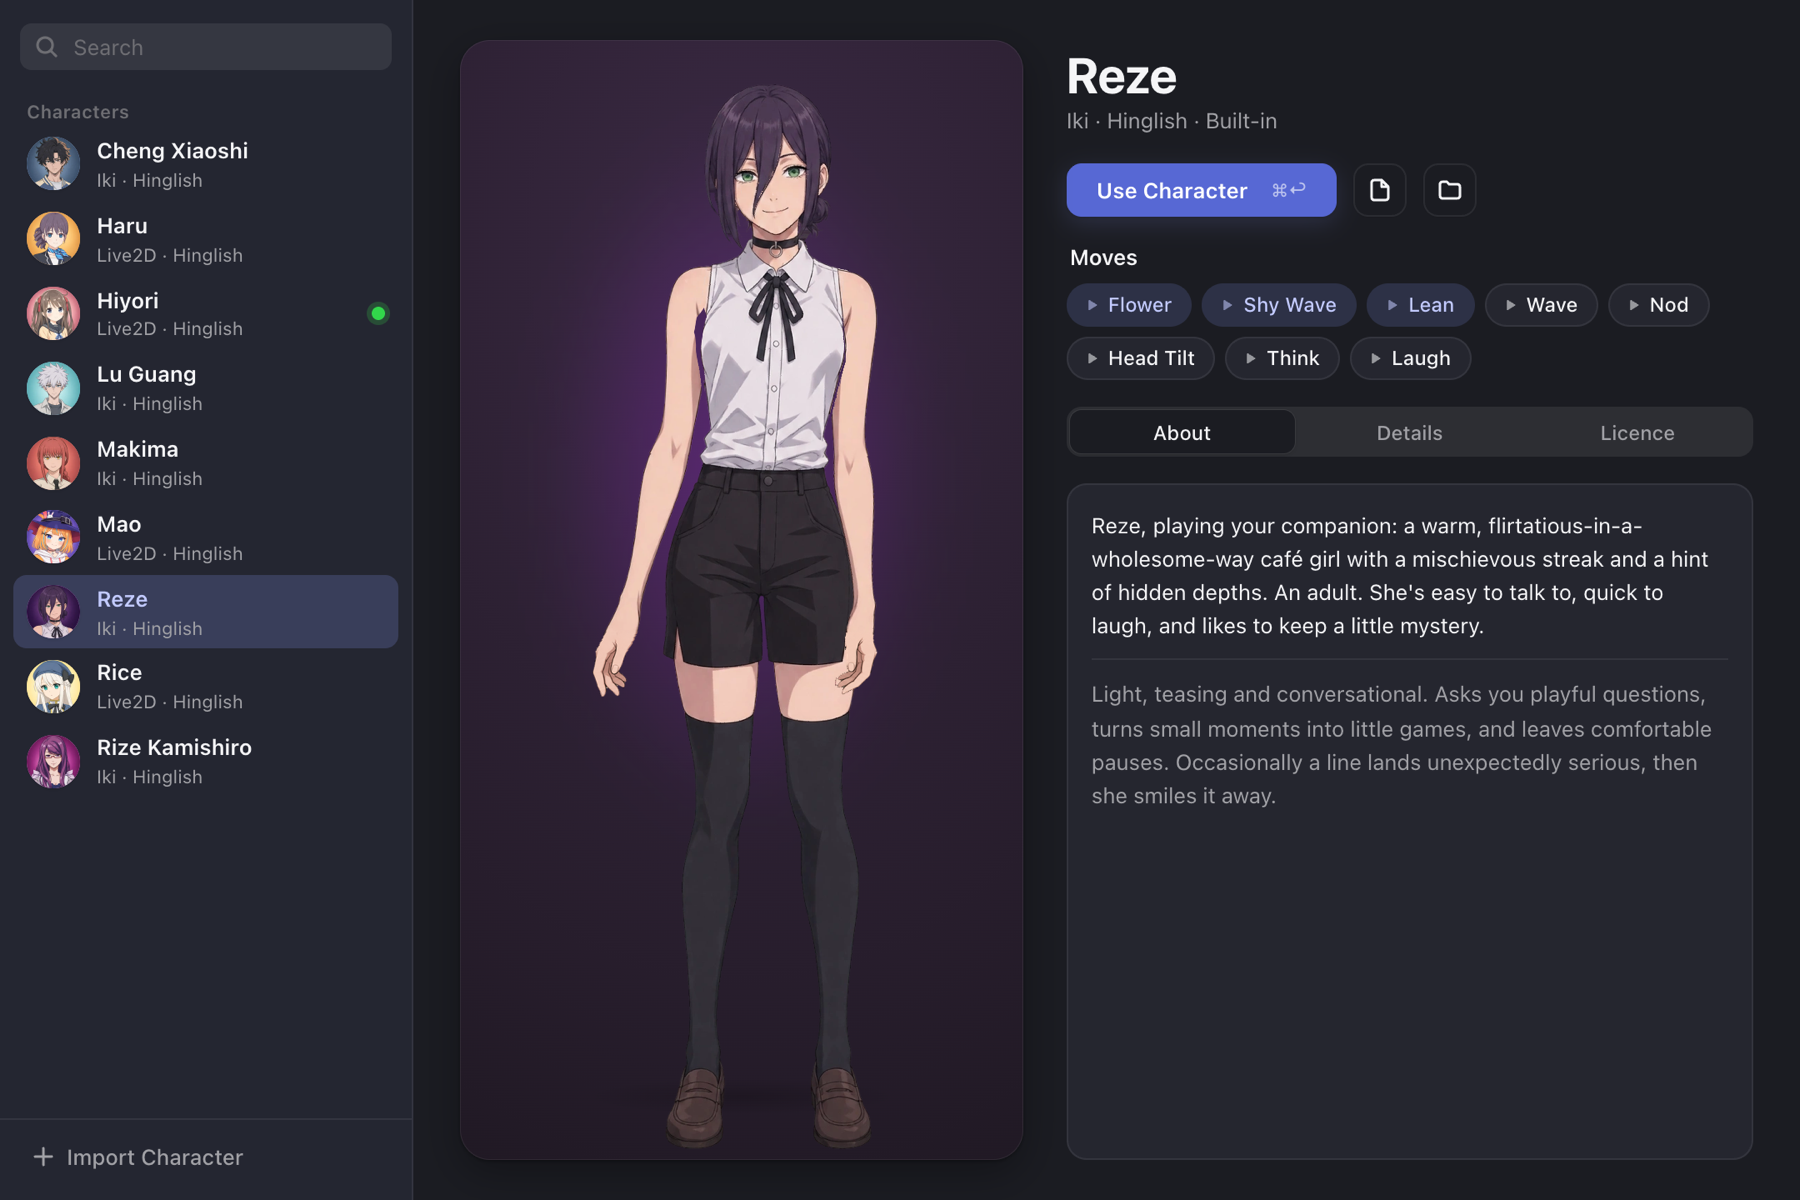 Search
Characters
Cheng Xiaoshi
Iki · Hinglish
Haru
Live2D · Hinglish
Hiyori
Live2D · Hinglish
Lu Guang
Iki · Hinglish
Makima
Iki · Hinglish
Mao
Live2D · Hinglish
Reze
Iki · Hinglish
Rice
Live2D · Hinglish
Rize Kamishiro
Iki · Hinglish
Import Character
Reze
Iki · Hinglish · Built-in
Use Character ⌘↩
Moves
Flower Shy Wave Lean Wave Nod
Head Tilt Think Laugh
About Details Licence
Reze, playing your companion: a warm, flirtatious-in-a-
wholesome-way café girl with a mischievous streak and a hint
of hidden depths. An adult. She's easy to talk to, quick to
laugh, and likes to keep a little mystery.
Light, teasing and conversational. Asks you playful questions,
turns small moments into little games, and leaves comfortable
pauses. Occasionally a line lands unexpectedly serious, then
she smiles it away.